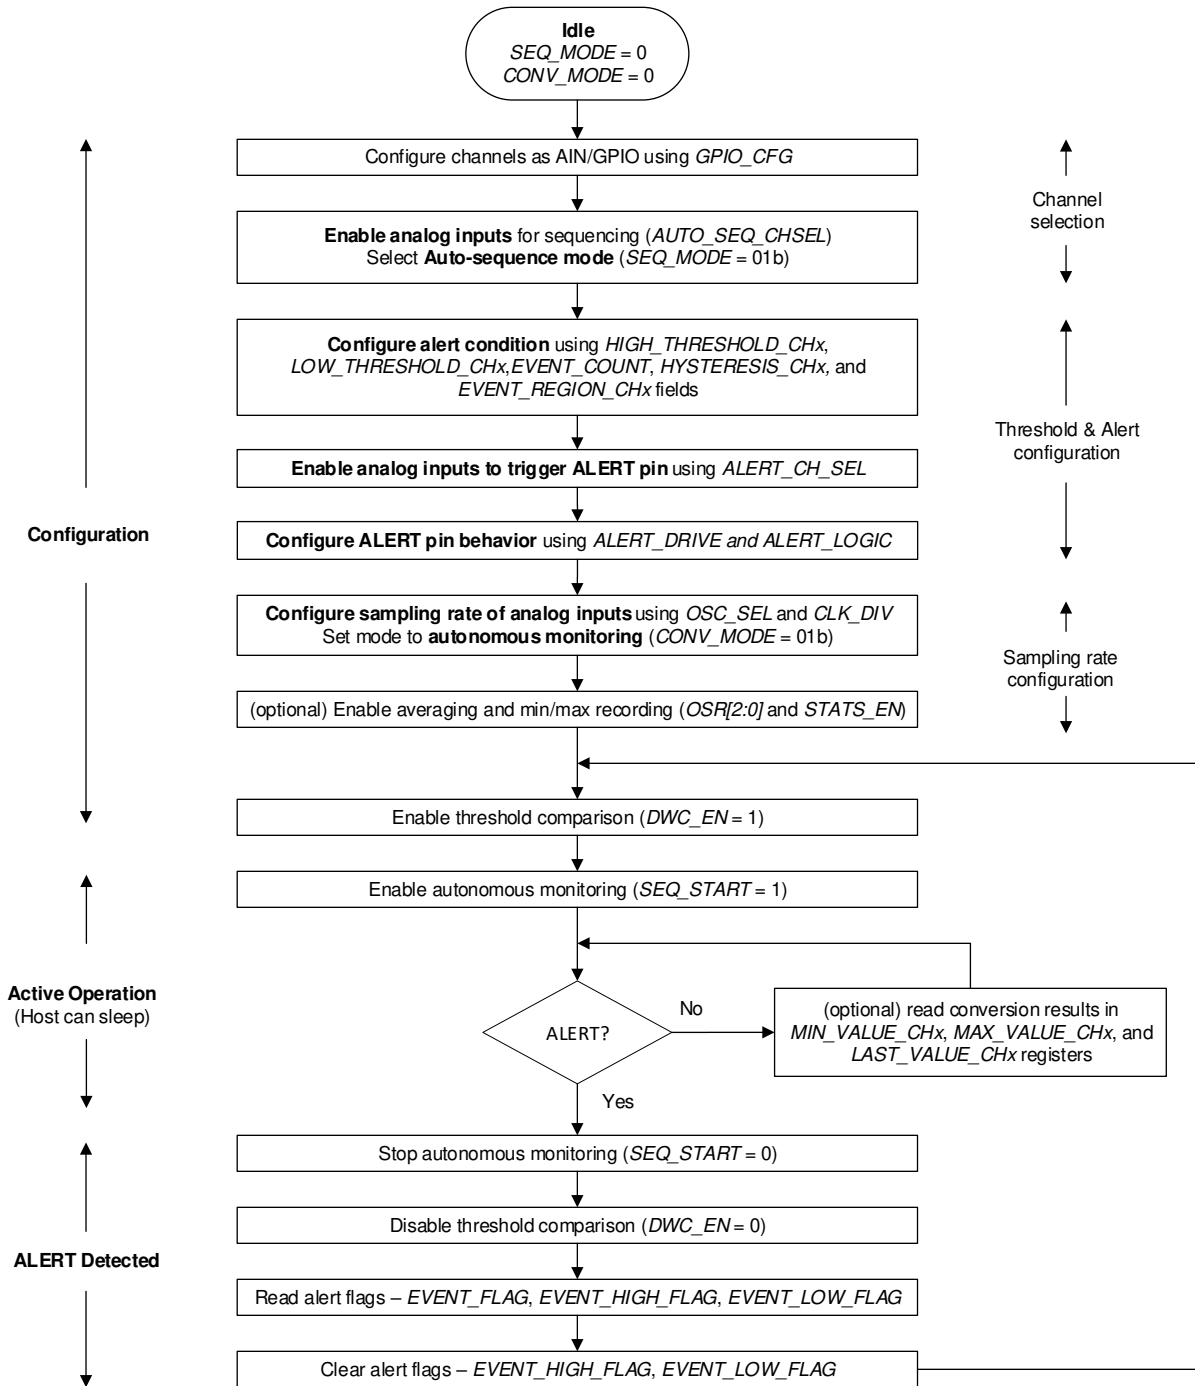 Idle
SEQ_MODE = 0
CONV_MODE = 0
Configure channels as AIN/GPIO using GPIO_CFG
Channel
selection
Enable analog inputs for sequencing (AUTO_SEQ_CHSEL)
Select Auto-sequence mode (SEQ_MODE = 01b)
Configure alert condition using HIGH_THRESHOLD_CHx,
LOW_THRESHOLD_CHx,EVENT_COUNT, HYSTERESIS_CHx, and
EVENT_REGION_CHx fields
Threshold & Alert
configuration
Enable analog inputs to trigger ALERT pin using ALERT_CH_SEL
Configuration
Configure ALERT pin behavior using ALERT_DRIVE and ALERT_LOGIC
Configure sampling rate of analog inputs using OSC_SEL and CLK_DIV
Set mode to autonomous monitoring (CONV_MODE = 01b)
Sampling rate
configuration
(optional) Enable averaging and min/max recording (OSR[2:0] and STATS_EN)
Enable threshold comparison (DWC_EN = 1)
Enable autonomous monitoring (SEQ_START = 1)
Active Operation
(Host can sleep)
ALERT?
No
(optional) read conversion results in
MIN_VALUE_CHx, MAX_VALUE_CHx, and
LAST_VALUE_CHx registers
Yes
Stop autonomous monitoring (SEQ_START = 0)
Disable threshold comparison (DWC_EN = 0)
ALERT Detected
Read alert flags – EVENT_FLAG, EVENT_HIGH_FLAG, EVENT_LOW_FLAG
Clear alert flags – EVENT_HIGH_FLAG, EVENT_LOW_FLAG